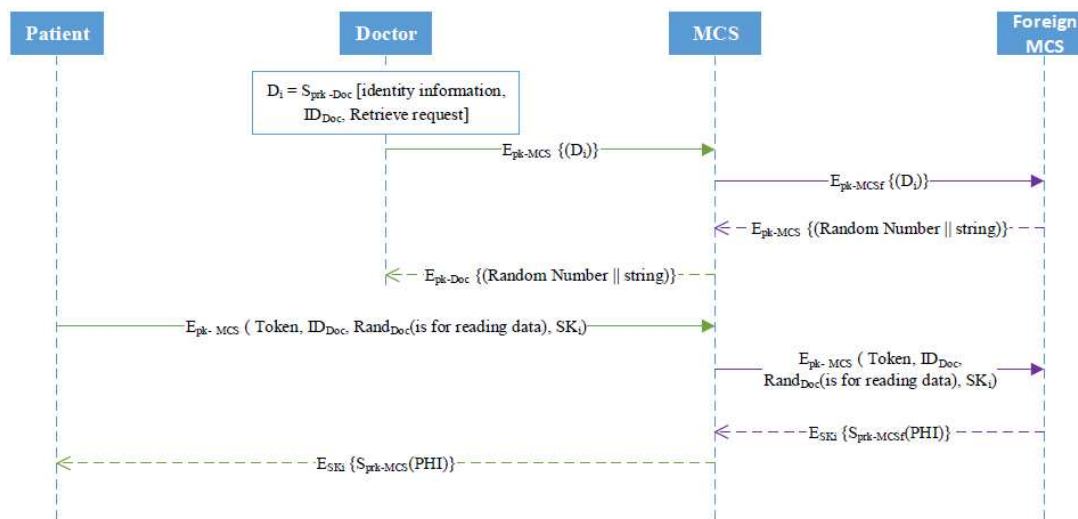 Patient
Doctor
MCS
Foreign
MCS
Di = Sprk-Doc [identity information,
IDDoc, Retrieve request]
Epk-MCS {(Di)}
Epk-MCSf {(Di)}
Epk-MCS {(Random Number || string)}
Epk-Doc {(Random Number || string)}
Epk- MCS ( Token, IDDoc, RandDoc(is for reading data), SKi)
Epk- MCS ( Token, IDDoc,
RandDoc(is for reading data), SKi)
ESKi {Sprk-MCSf(PHI)}
ESKi {Sprk-MCS(PHI)}